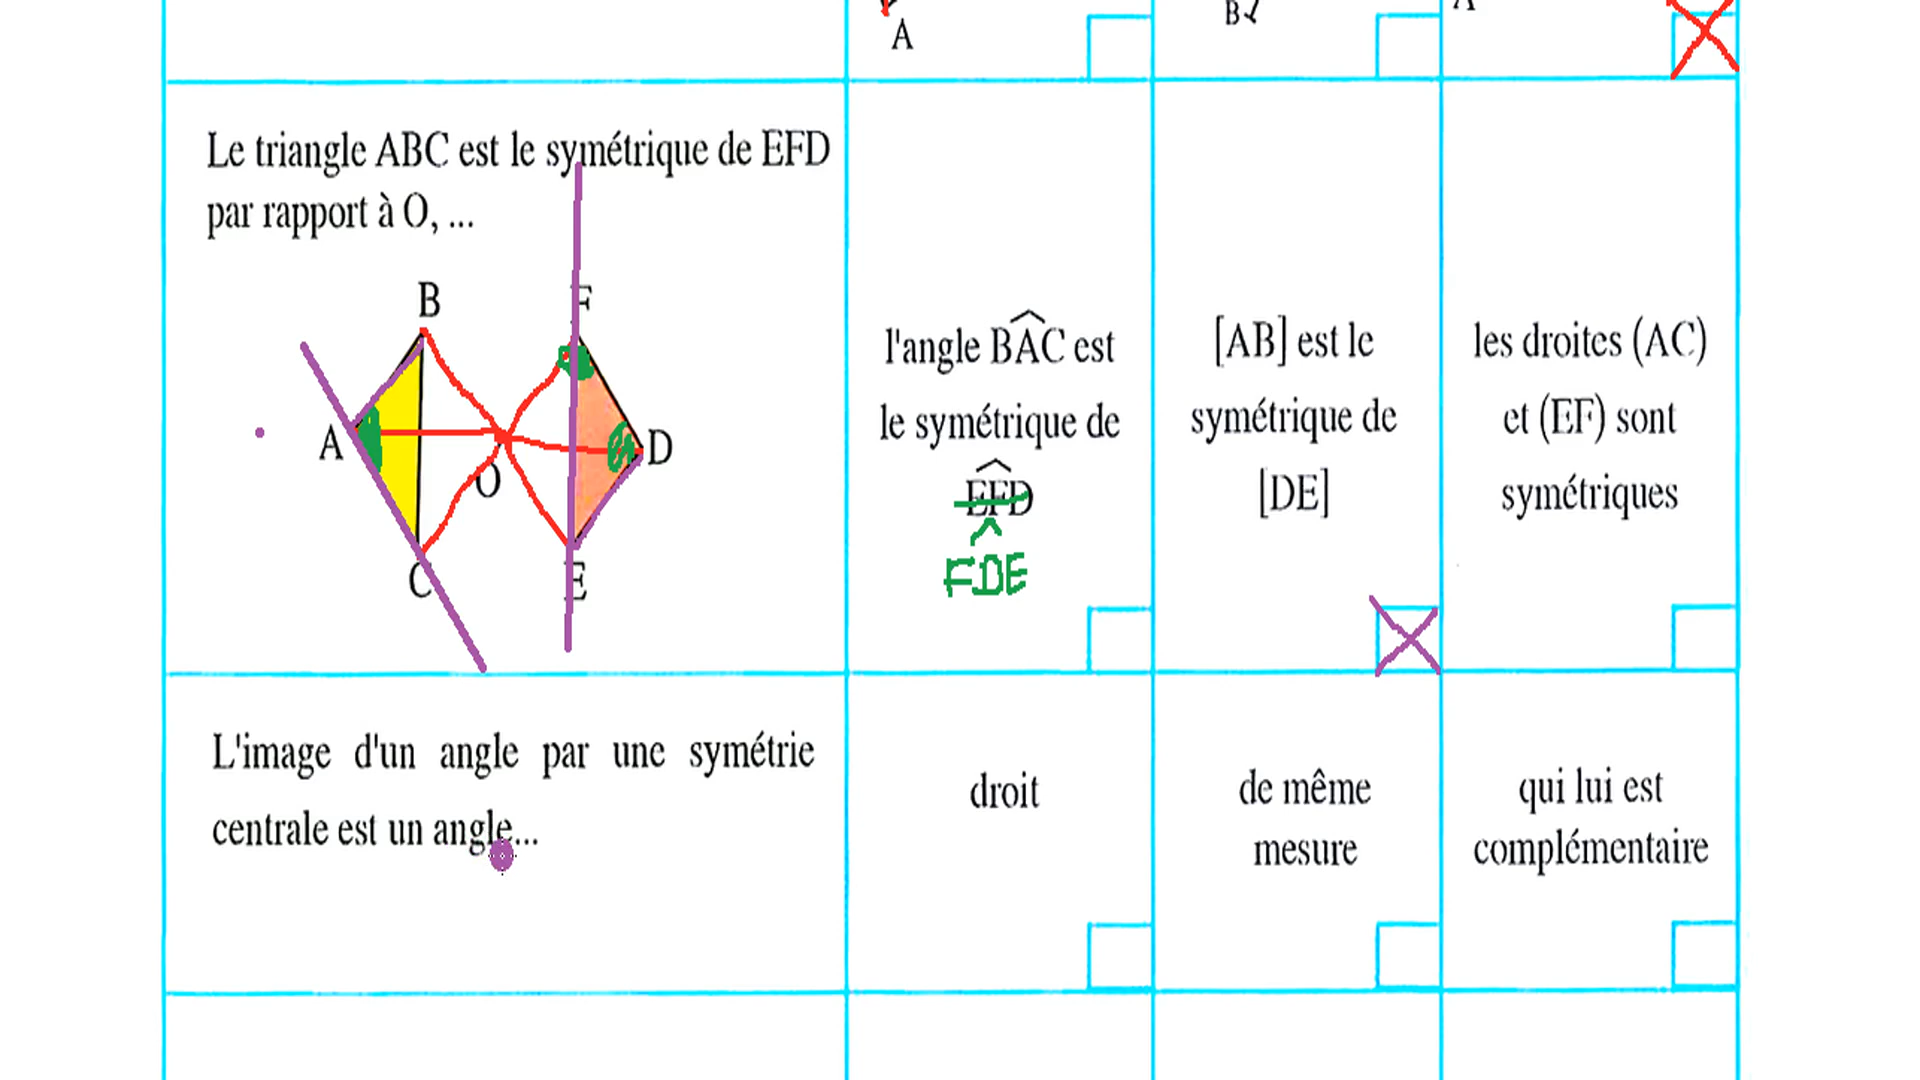 A
B
A
Le triangle ABC est le symétrique de EFD
par rapport à O, ...
B
F
A
O
D
C
E
l'angle BAC est
le symétrique de
EFD
FDE
[AB] est le
symétrique de
[DE]
les droites (AC)
et (EF) sont
symétriques
L'image d'un angle par une symétrie
centrale est un angle...
droit
de même
mesure
qui lui est
complémentaire